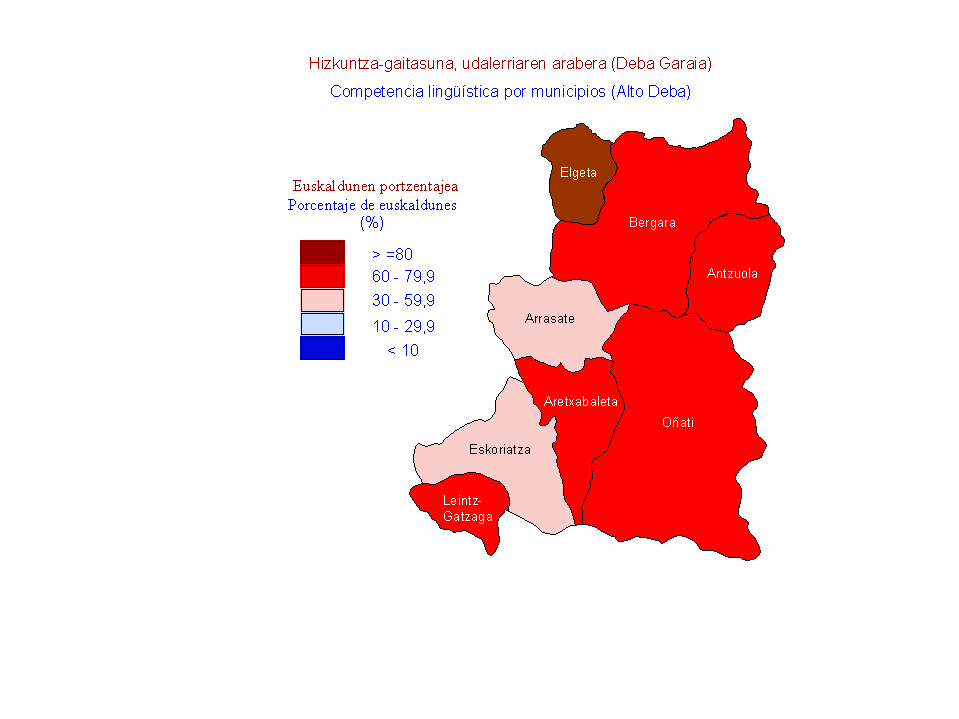 Hizkuntza-gaitasuna, udalerriaren arabera (Deba Garaia)
Competencia lingüística por municipios (Alto Deba)
Euskaldunen portzentajea
Porcentaje de euskaldunes
(%)
> =80
60 - 79,9
30 - 59,9
10 - 29,9
< 10
Elgeta
Bergara
Antzuola
Arrasate
Aretxabaleta
Oñati
Eskoriatza
Leintz-
Gatzaga